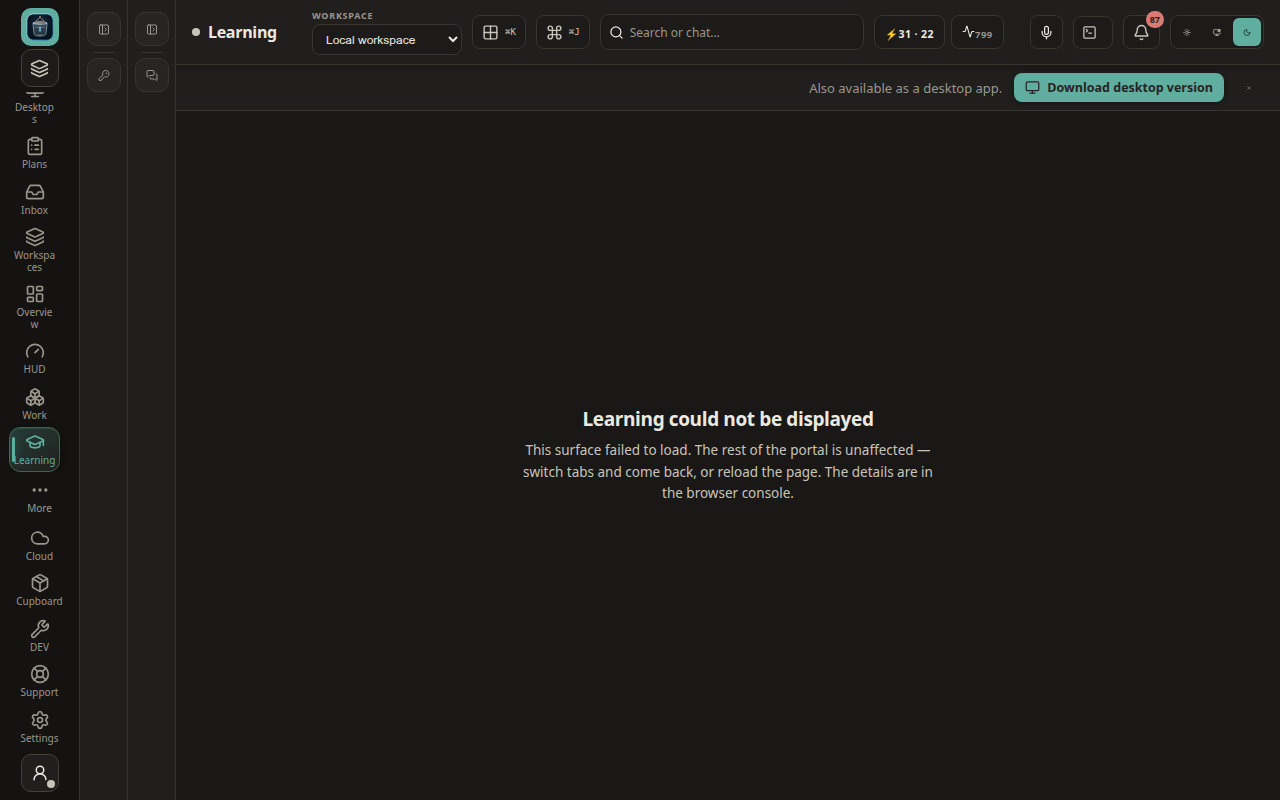 Desktop
s
Plans
Inbox
Workspa
ces
Overvie
w
HUD
Work
Learning
More
Cloud
Cupboard
DEV
Support
Settings
Learning
WORKSPACE
Local workspace
⌘K
⌘J
Search or chat...
⚡31 · 22
799
87
Also available as a desktop app.
Download desktop version
×
Learning could not be displayed
This surface failed to load. The rest of the portal is unaffected —
switch tabs and come back, or reload the page. The details are in
the browser console.